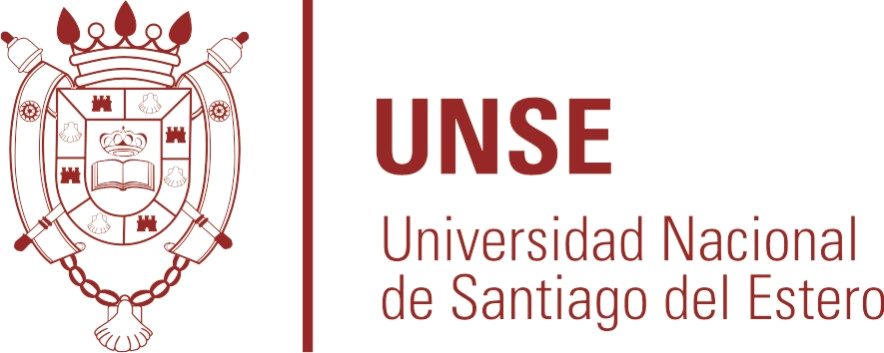 UNSE
Universidad Nacional
de Santiago del Estero